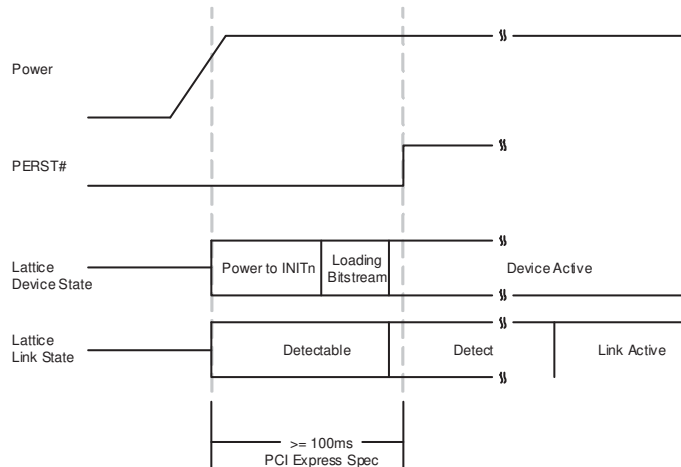 Power
PERST#
Lattice
Device State
Power to INITn
Loading
Bitstream
Device Active
Lattice
Link State
Detectable
Detect
Link Active
>= 100ms
PCI Express Spec